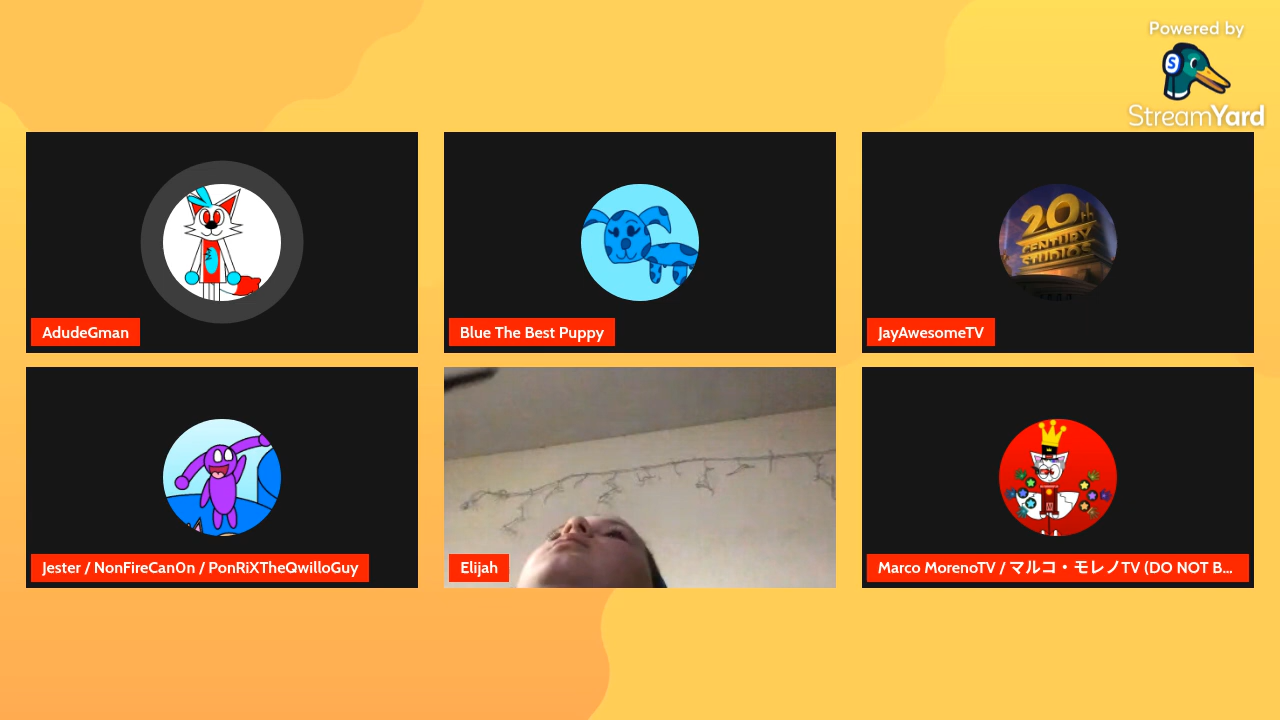 Powered by
StreamYard
AdudeGman
Blue The Best Puppy
20th
CENTURY
STUDIOS
JayAwesomeTV
Jester / NonFireCan0n / PonRiXTheQwilloGuy
Elijah
Marco MorenoTV / マルコ・モレノTV (DO NOT B...